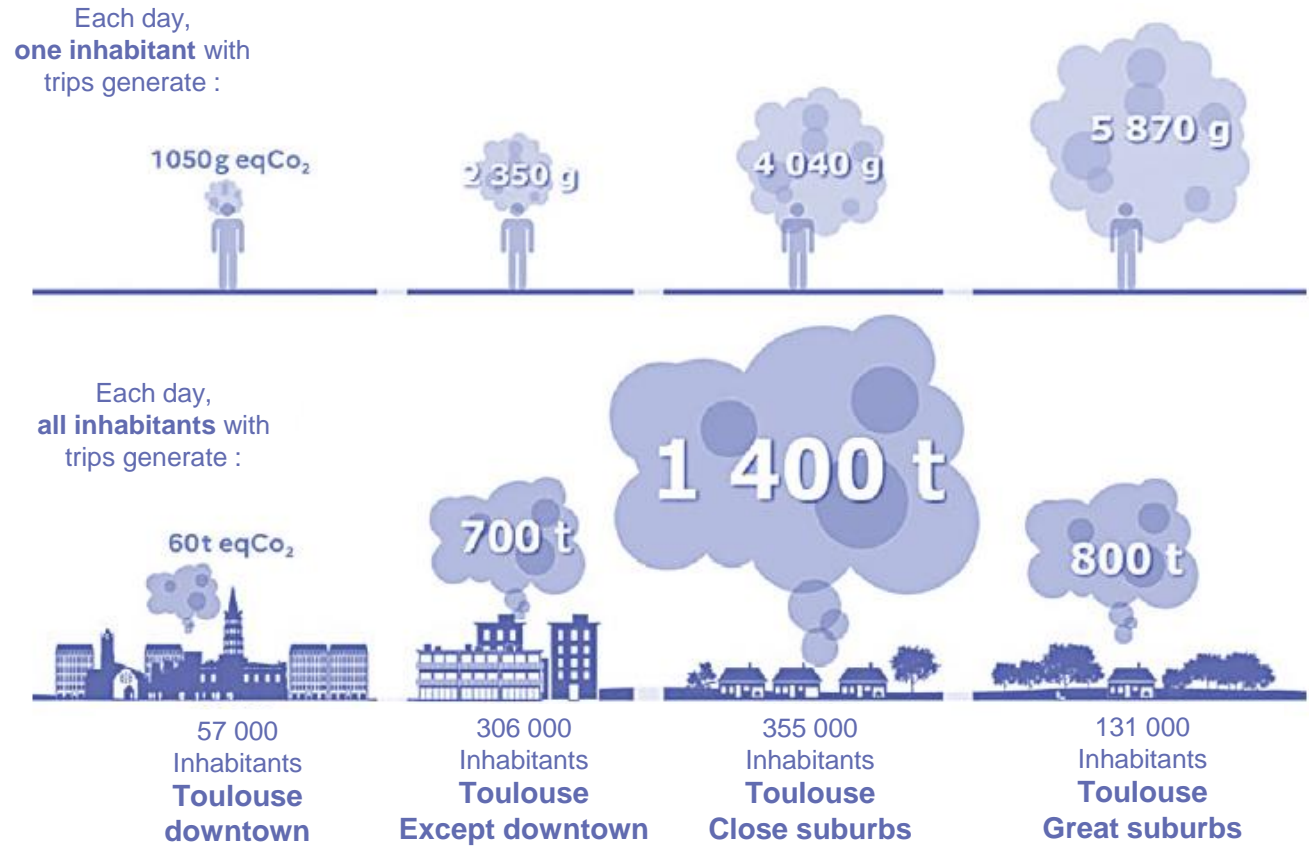 Each day,
one inhabitant with
trips generate :
1050g eqCo₂
2 350 g
4 040 g
5 870 g
Each day,
all inhabitants with
trips generate :
60t eqCo₂
700 t
1 400 t
800 t
57 000
Inhabitants
Toulouse
downtown
306 000
Inhabitants
Toulouse
Except downtown
355 000
Inhabitants
Toulouse
Close suburbs
131 000
Inhabitants
Toulouse
Great suburbs